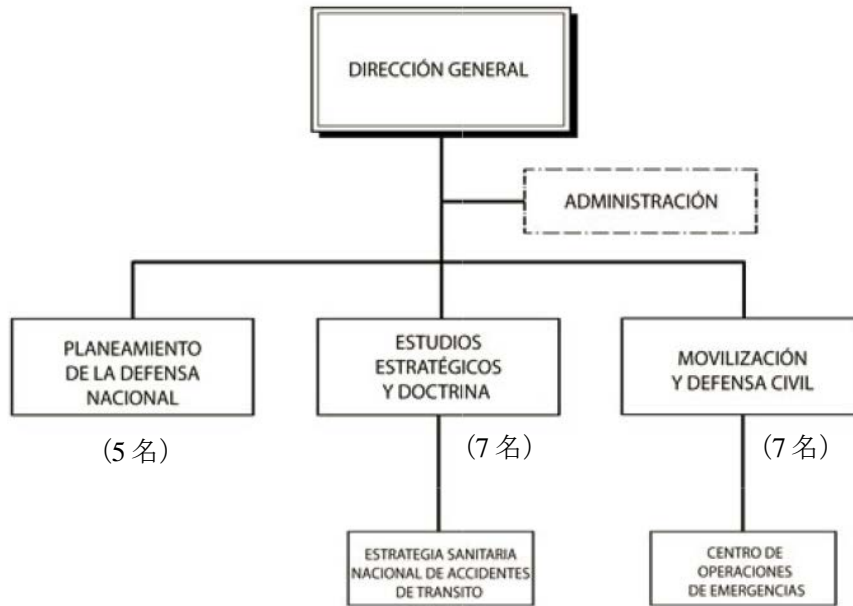 DIRECCIÓN GENERAL
ADMINISTRACIÓN
PLANEAMIENTO
DE LA DEFENSA
NACIONAL
(5 名)
ESTUDIOS
ESTRATÉGICOS
Y DOCTRINA
(7 名)
MOVILIZACIÓN
Y DEFENSA CIVIL
(7 名)
ESTRATEGIA SANITARIA
NACIONAL DE ACCIDENTES
DE TRANSITO
CENTRO DE
OPERACIONES
DE EMERGENCIAS